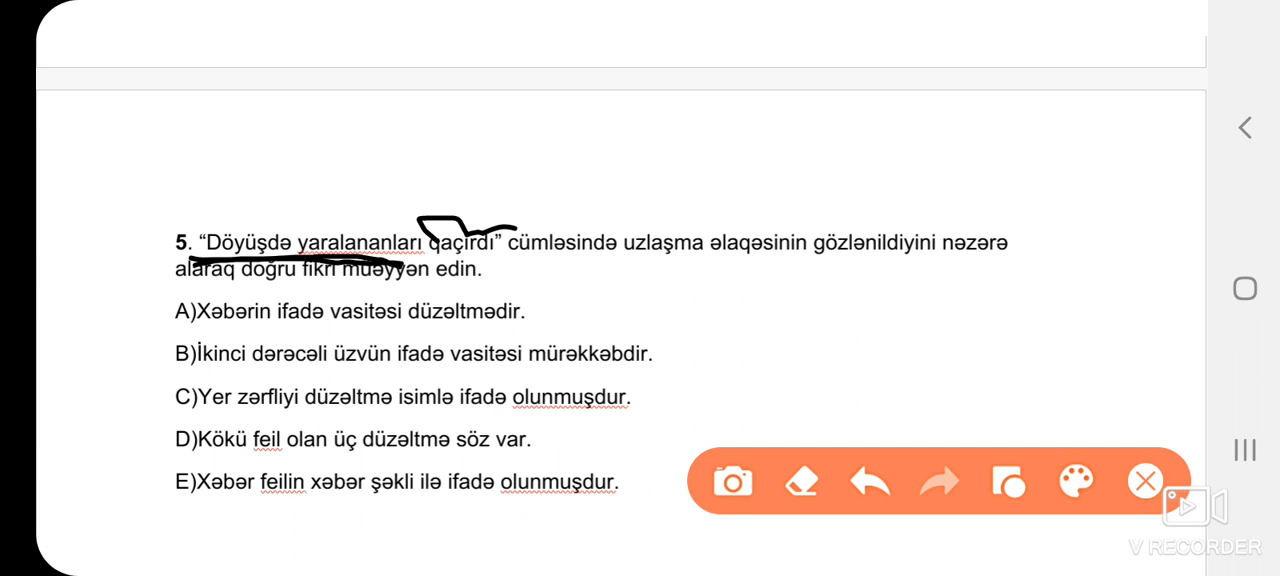 5. “Döyüşdə yaralananları qaçırdı” cümləsində uzlaşma əlaqəsinin gözlənildiyini nəzərə
alaraq doğru fikri müəyyən edin.
A)Xəbərin ifadə vasitəsi düzəltmədir.
B)İkinci dərəcəli üzvün ifadə vasitəsi mürəkkəbdir.
C)Yer zərfliyi düzəltmə isimlə ifadə olunmuşdur.
D)Kökü feil olan üç düzəltmə söz var.
E)Xəbər feilin xəbər şəkli ilə ifadə olunmuşdur.
V RECORDER